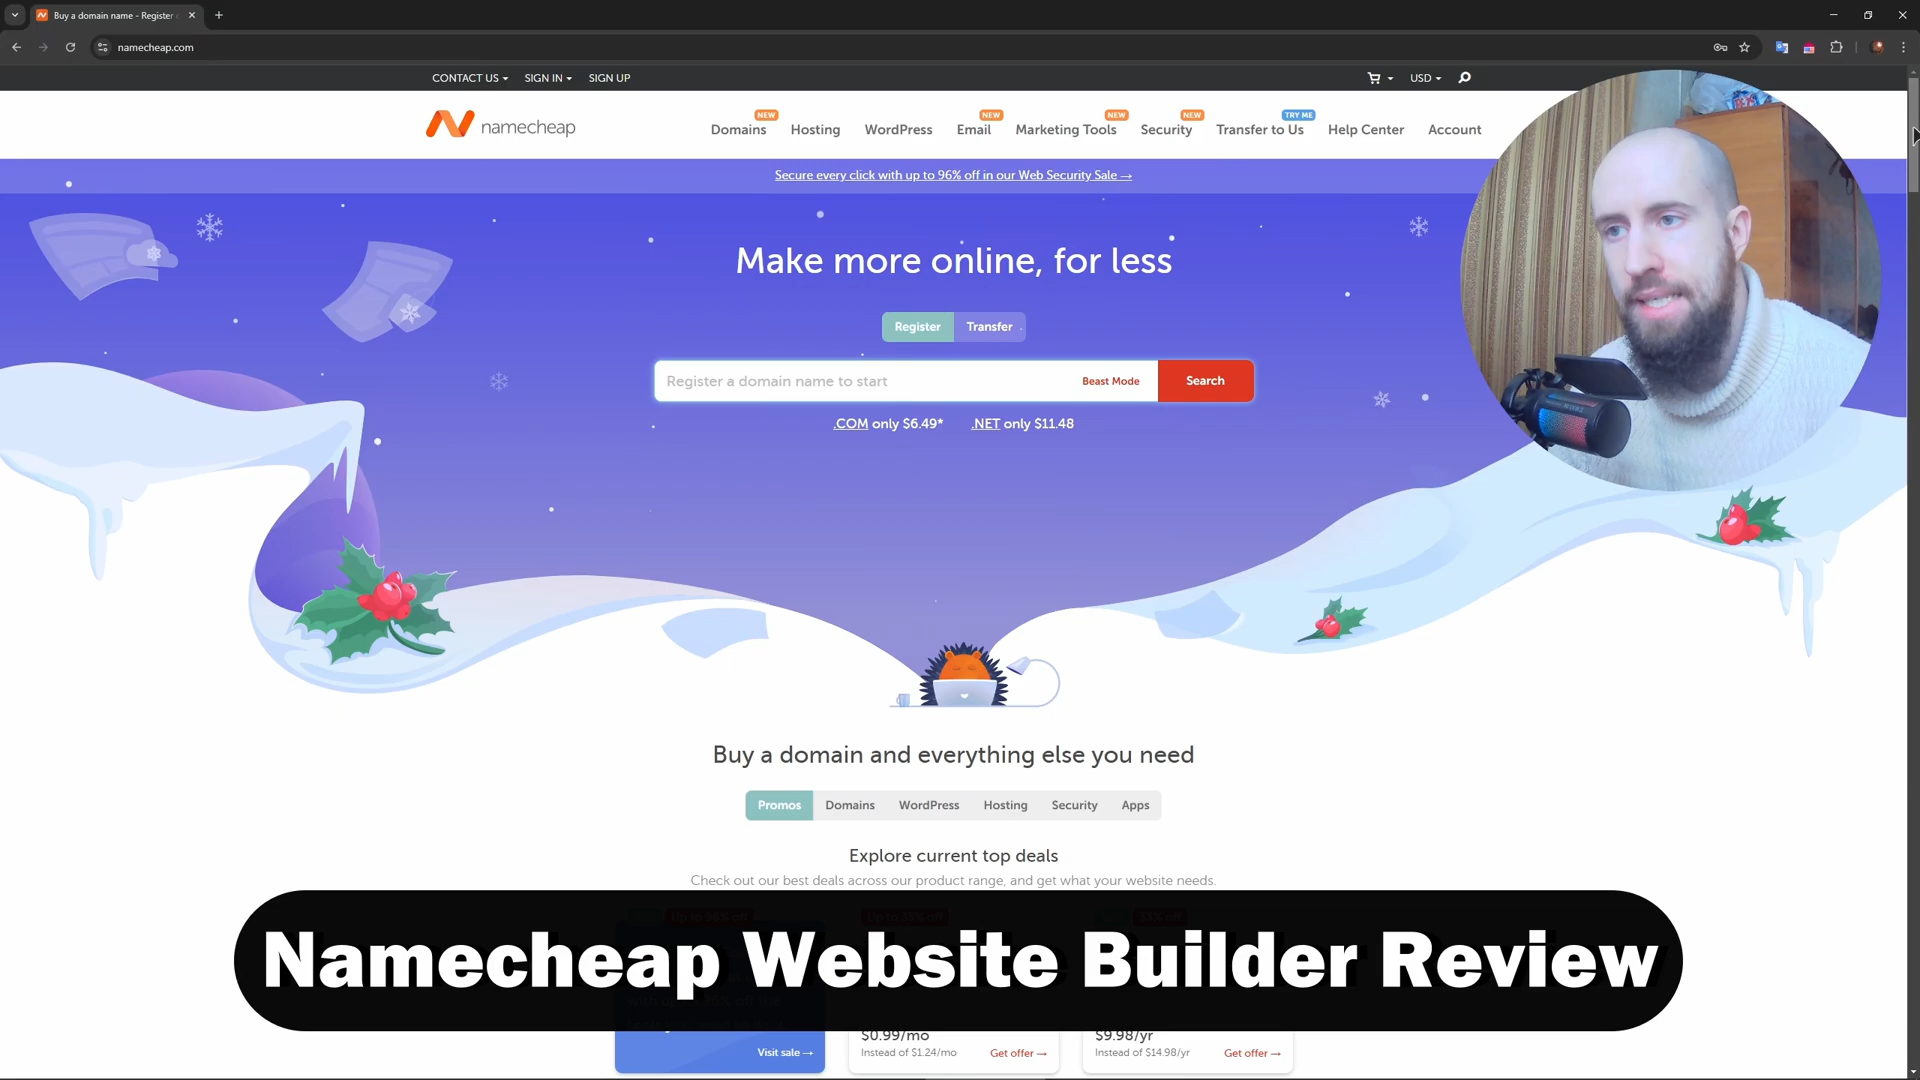 Buy a domain name - Register
namecheap.com
CONTACT US SIGN IN SIGN UP USD
namecheap
NEW NEW NEW NEW TRY ME
Domains Hosting WordPress Email Marketing Tools Security Transfer to Us Help Center Account
Secure every click with up to 96% off in our Web Security Sale →
Make more online, for less
Register Transfer
Register a domain name to start Beast Mode Search
.COM only $6.49* .NET only $11.48
Buy a domain and everything else you need
Promos Domains WordPress Hosting Security Apps
Explore current top deals
Check out our best deals across our product range, and get what your website needs.
Namecheap Website Builder Review
$0.99/mo $9.98/yr
Visit sale → Instead of $1.24/mo Get offer → Instead of $14.98/yr Get offer →